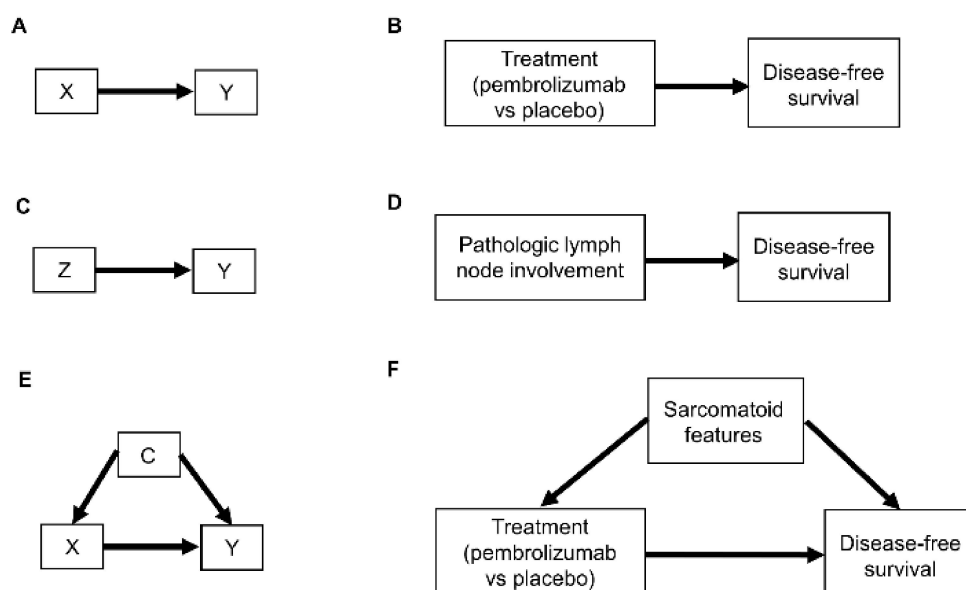 A
X
Y
B
Treatment
(pembrolizumab
vs placebo)
Disease-free
survival
C
Z
Y
D
Pathologic lymph
node involvement
Disease-free
survival
E
C
X
Y
F
Sarcomatoid
features
Treatment
(pembrolizumab
vs placebo)
Disease-free
survival